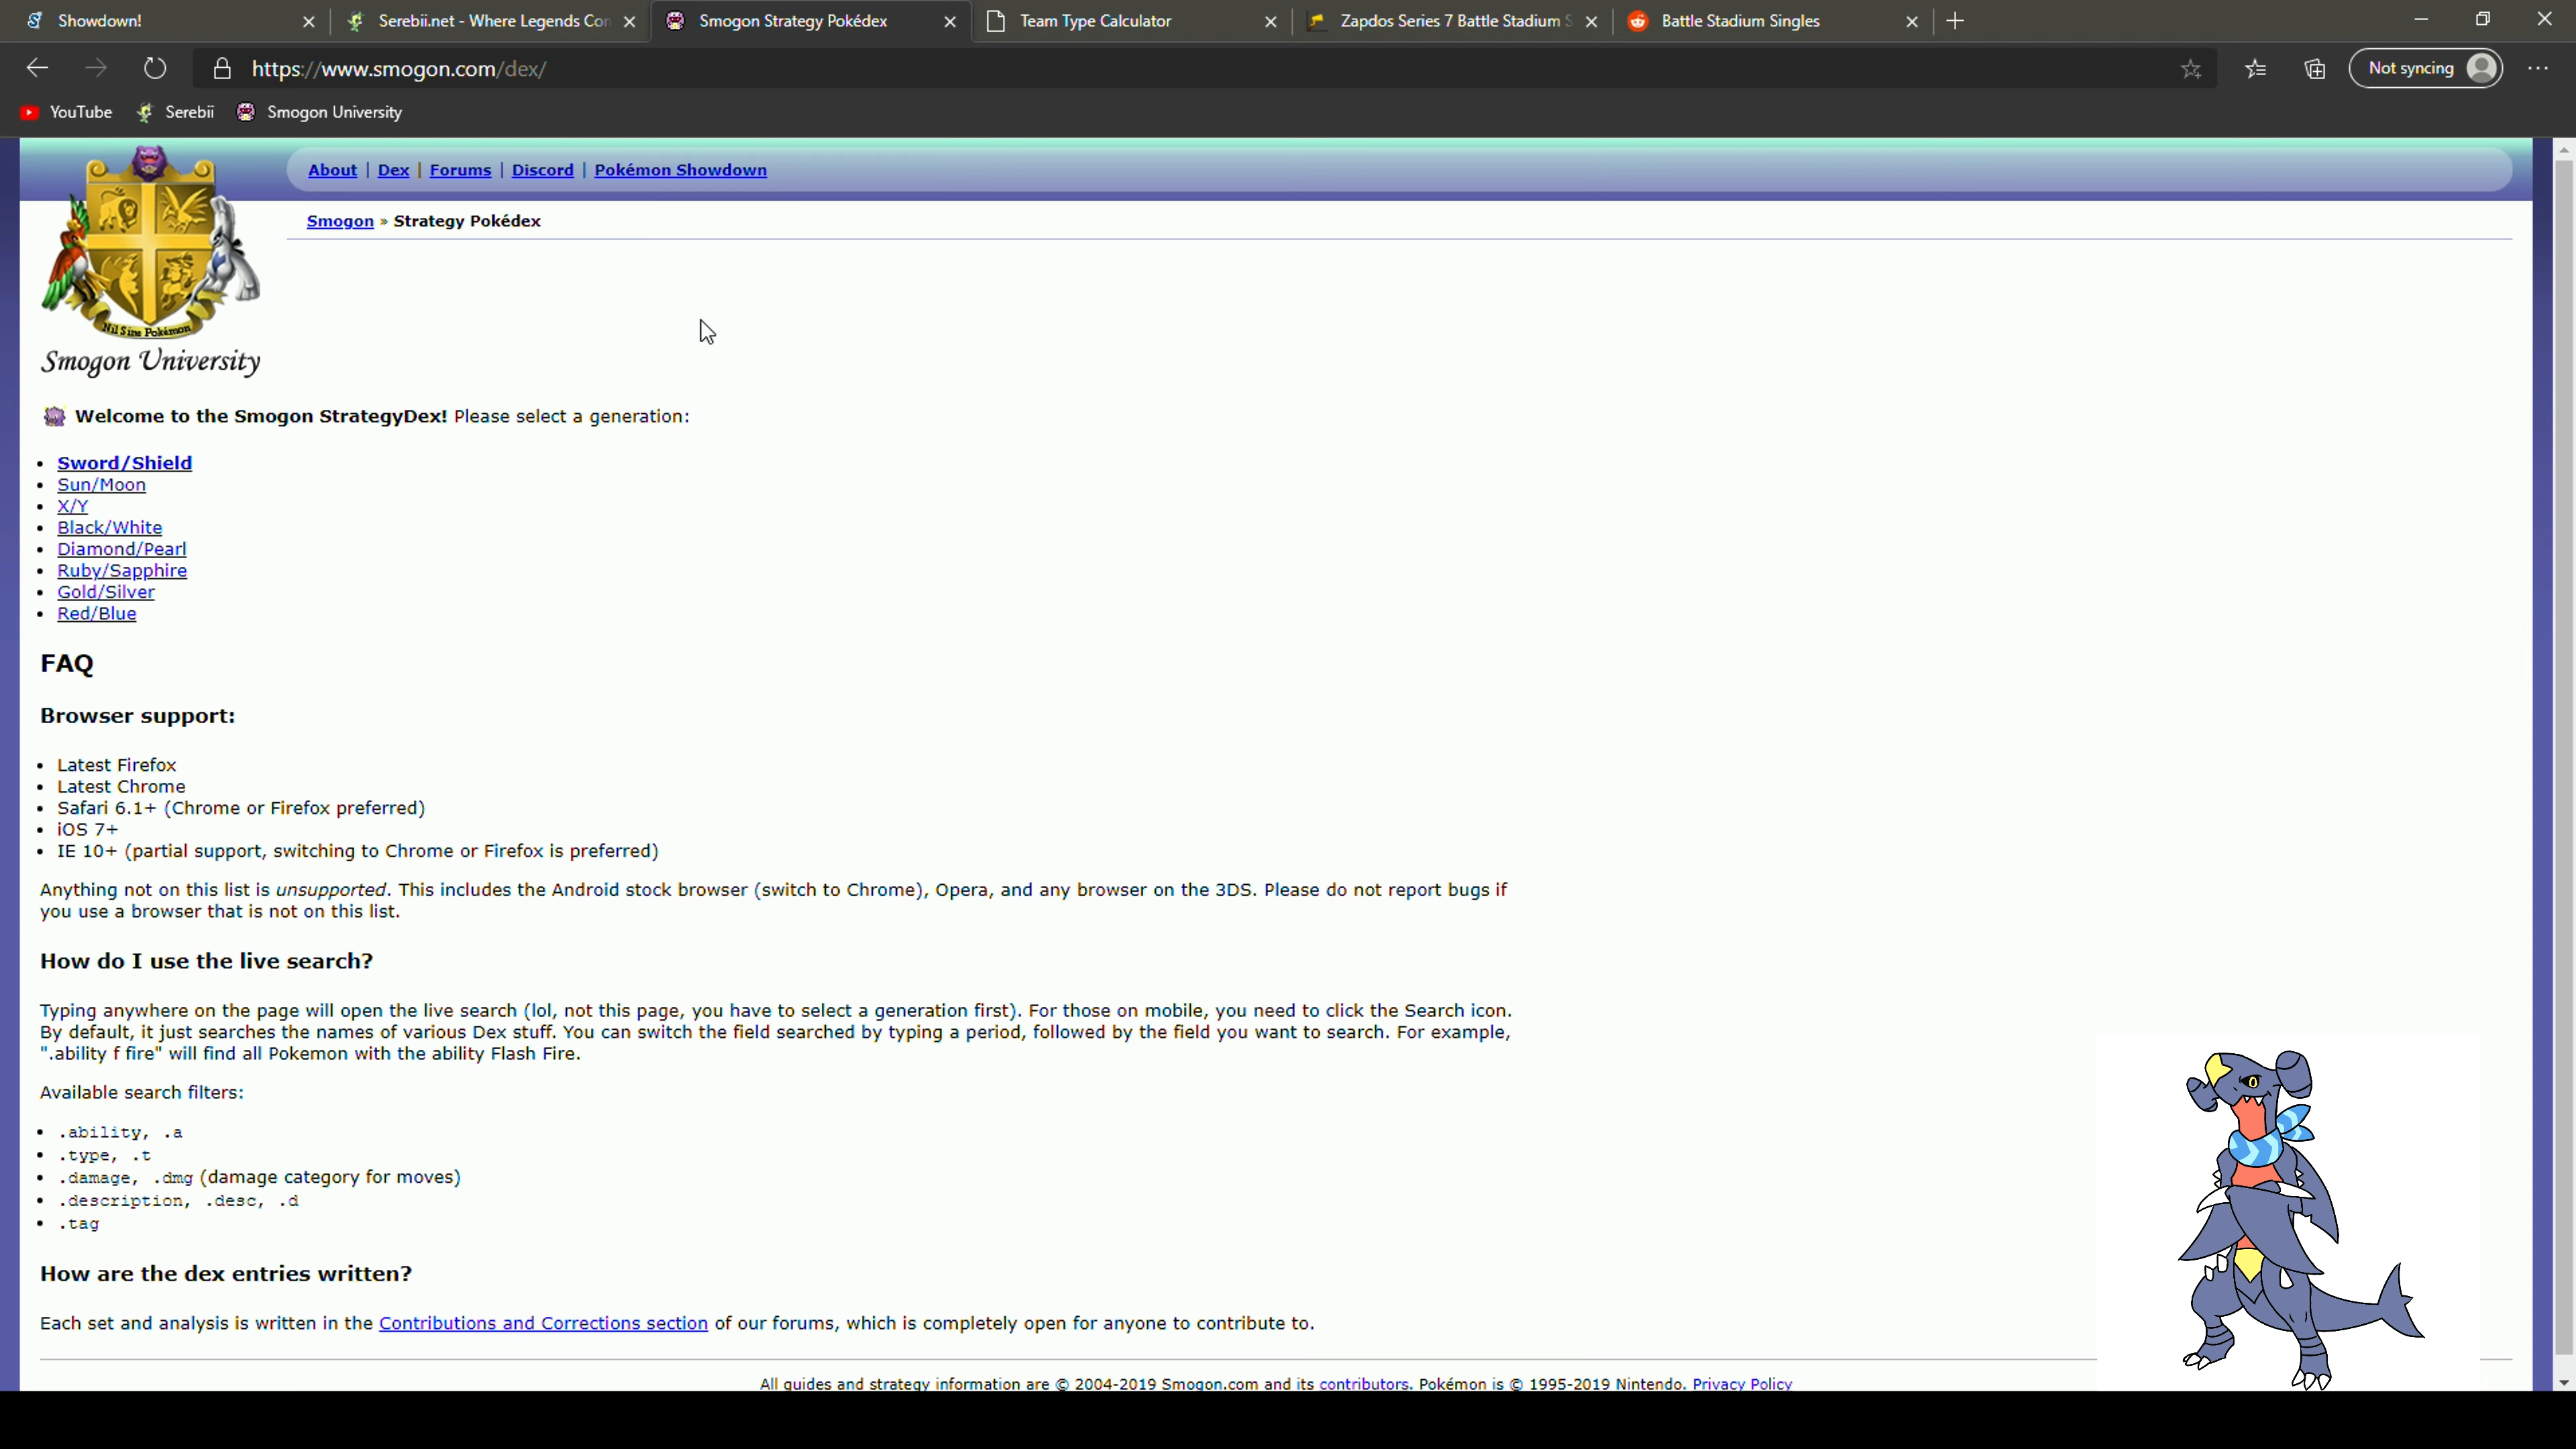 Showdown! Serebii.net - Where Legends Co Smogon Strategy Pokédex Team Type Calculator Zapdos Series 7 Battle Stadium S Battle Stadium Singles
https://www.smogon.com/dex/ Not syncing
YouTube Serebii Smogon University
About | Dex | Forums | Discord | Pokémon Showdown
Smogon » Strategy Pokédex
Nil Sine Pokémon
Smogon University
Welcome to the Smogon StrategyDex! Please select a generation:
• Sword/Shield
• Sun/Moon
• X/Y
• Black/White
• Diamond/Pearl
• Ruby/Sapphire
• Gold/Silver
• Red/Blue
FAQ
Browser support:
• Latest Firefox
• Latest Chrome
• Safari 6.1+ (Chrome or Firefox preferred)
• iOS 7+
• IE 10+ (partial support, switching to Chrome or Firefox is preferred)
Anything not on this list is unsupported. This includes the Android stock browser (switch to Chrome), Opera, and any browser on the 3DS. Please do not report bugs if
you use a browser that is not on this list.
How do I use the live search?
Typing anywhere on the page will open the live search (lol, not this page, you have to select a generation first). For those on mobile, you need to click the Search icon.
By default, it just searches the names of various Dex stuff. You can switch the field searched by typing a period, followed by the field you want to search. For example,
".ability f fire" will find all Pokemon with the ability Flash Fire.
Available search filters:
• .ability, .a
• .type, .t
• .damage, .dmg (damage category for moves)
• .description, .desc, .d
• .tag
How are the dex entries written?
Each set and analysis is written in the Contributions and Corrections section of our forums, which is completely open for anyone to contribute to.
All guides and strategy information are © 2004-2019 Smogon.com and its contributors. Pokémon is © 1995-2019 Nintendo. Privacy Policy